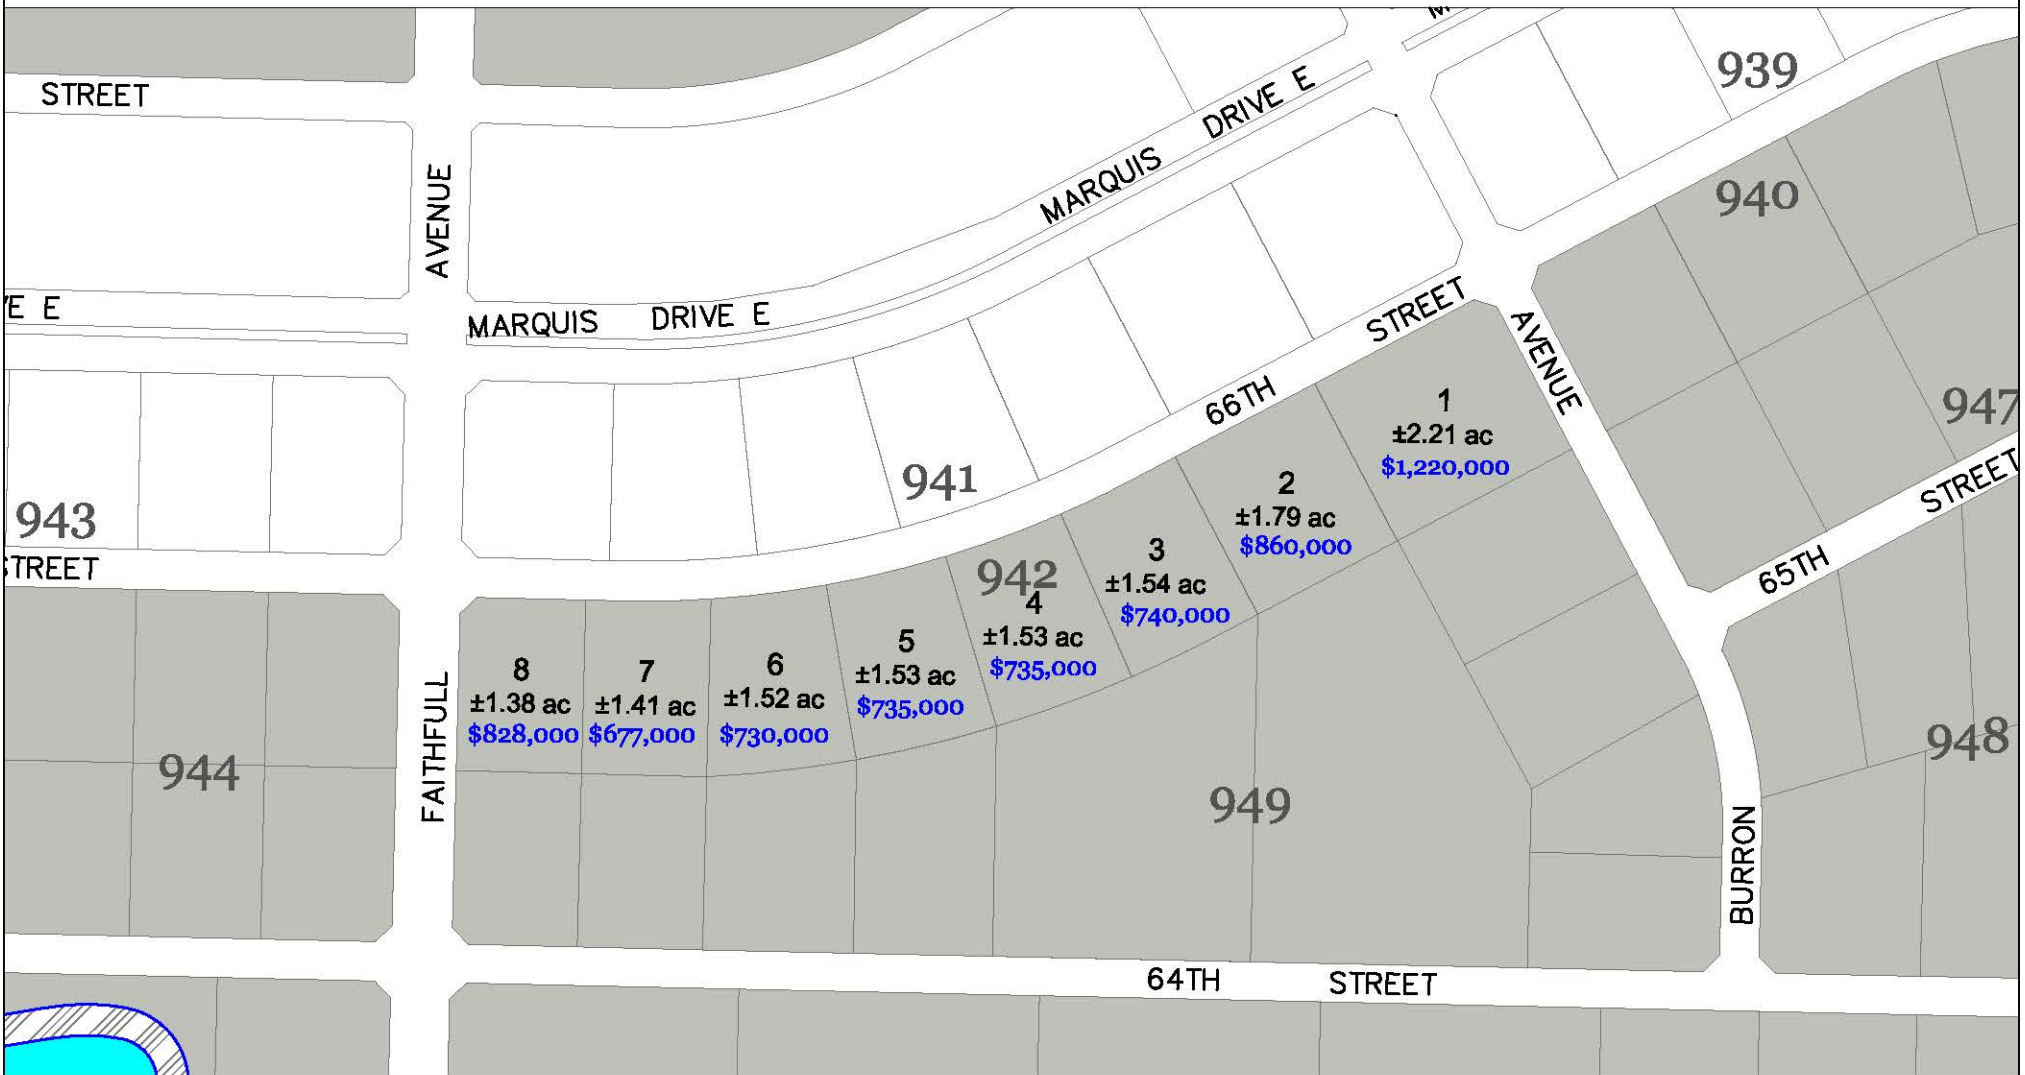 M
939
STREET
DRIVE E
MARQUIS
940
AVENUE
VE E
MARQUIS DRIVE E
STREET
66TH
AVENUE
1
±2.21 ac
$1,220,000
947
STREET
65TH
941
2
±1.79 ac
$860,000
943
STREET
942
3
±1.54 ac
$740,000
4
±1.53 ac
$735,000
5
±1.53 ac
$735,000
6
±1.52 ac
$730,000
7
±1.41 ac
$677,000
8
±1.38 ac
$828,000
944
FAITHFULL
949
948
BURRON
64TH STREET